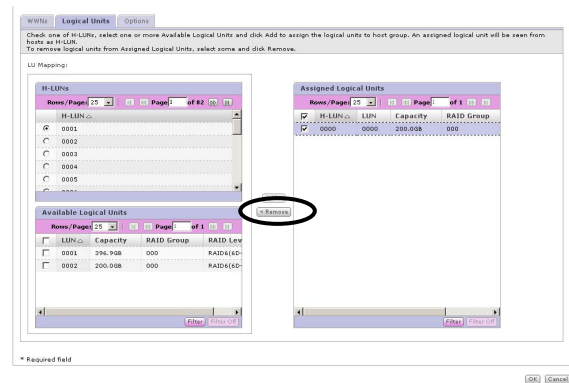 WWNs Logical Units Options
Check one of H-LUNs, select one or more Available Logical Units and click Add to assign the logical units to host group. An assigned logical unit will be seen from
hosts as H-LUN.
To remove logical units from Assigned Logical Units, select some and click Remove.
LU Mapping:
H-LUNs
Rows/Page: 25 Page 1 of 82
H-LUN
0001
0002
0003
0004
0005
Available Logical Units
Rows/Page: 25 Page 1 of 1
LUN Capacity RAID Group RAID Lev
0001 396.9GB 000 RAID6(6D-
0002 200.0GB 000 RAID6(6D-
Filter Filter Off
< Remove
Assigned Logical Units
Rows/Page: 25 Page 1 of 1
H-LUN LUN Capacity RAID Group
0000 0000 200.0GB 000
Filter Filter Off
* Required field
OK Cancel